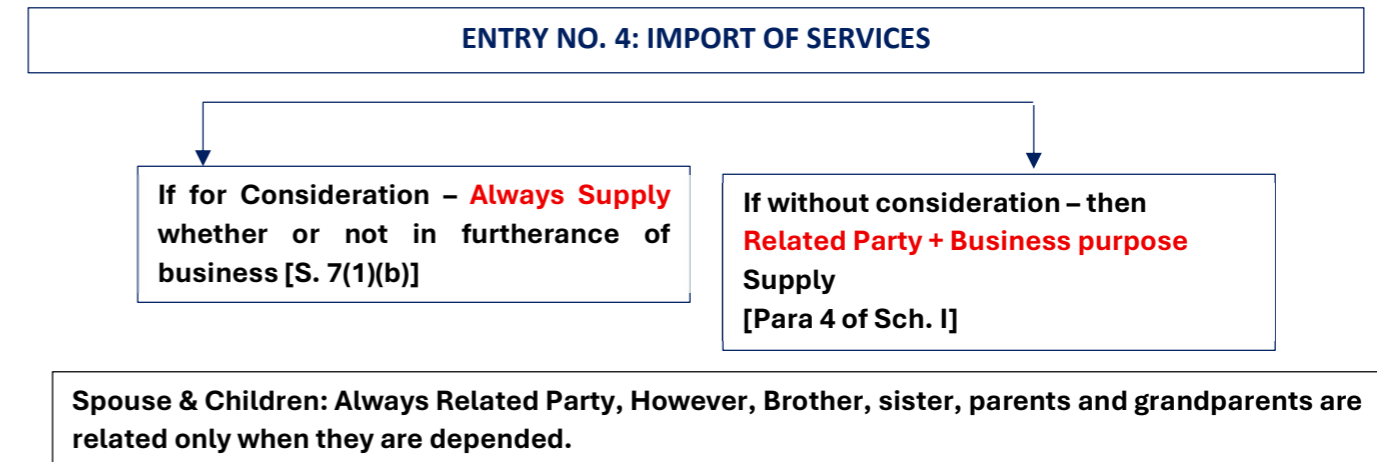 ENTRY NO. 4: IMPORT OF SERVICES
If for Consideration – Always Supply
whether or not in furtherance of
business [S. 7(1)(b)]
If without consideration – then
Related Party + Business purpose
Supply
[Para 4 of Sch. I]
Spouse & Children: Always Related Party, However, Brother, sister, parents and grandparents are
related only when they are depended.